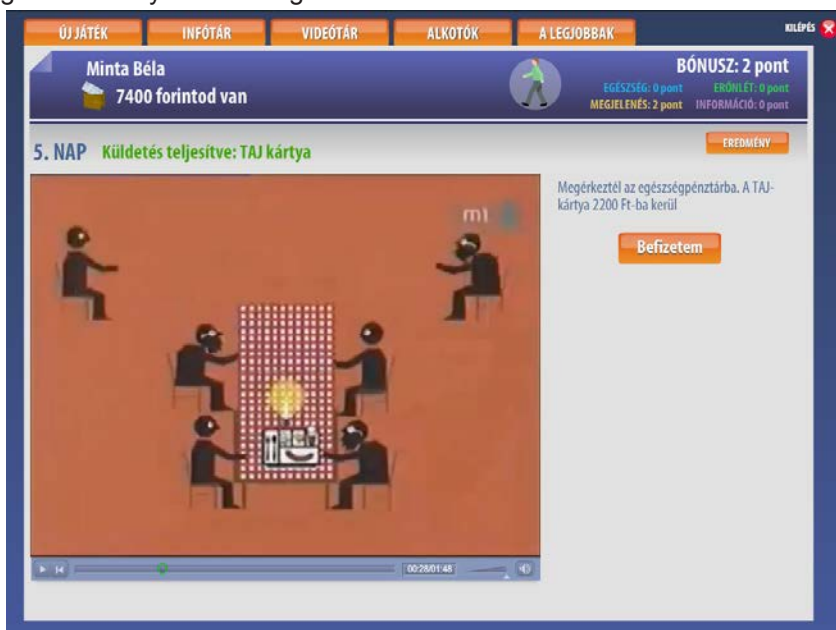 ÚJ JÁTÉK
INFÓTÁR
VIDEÓTÁR
ALKOTÓK
A LEGJOBBAK
KILÉPÉS
Minta Béla
7400 forintod van
BÓNUSZ: 2 pont
EGÉSZSÉG: 0 pont ERŐNLÉT: 0 pont
MEGJELENÉS: 2 pont INFORMÁCIÓ: 0 pont
5. NAP Küldetés teljesítve: TAJ kártya
EREDMÉNY
Megérkeztél az egészségpénztárba. A TAJ-
kártya 2200 Ft-ba kerül
Befizetem
m1
00:28/01:48